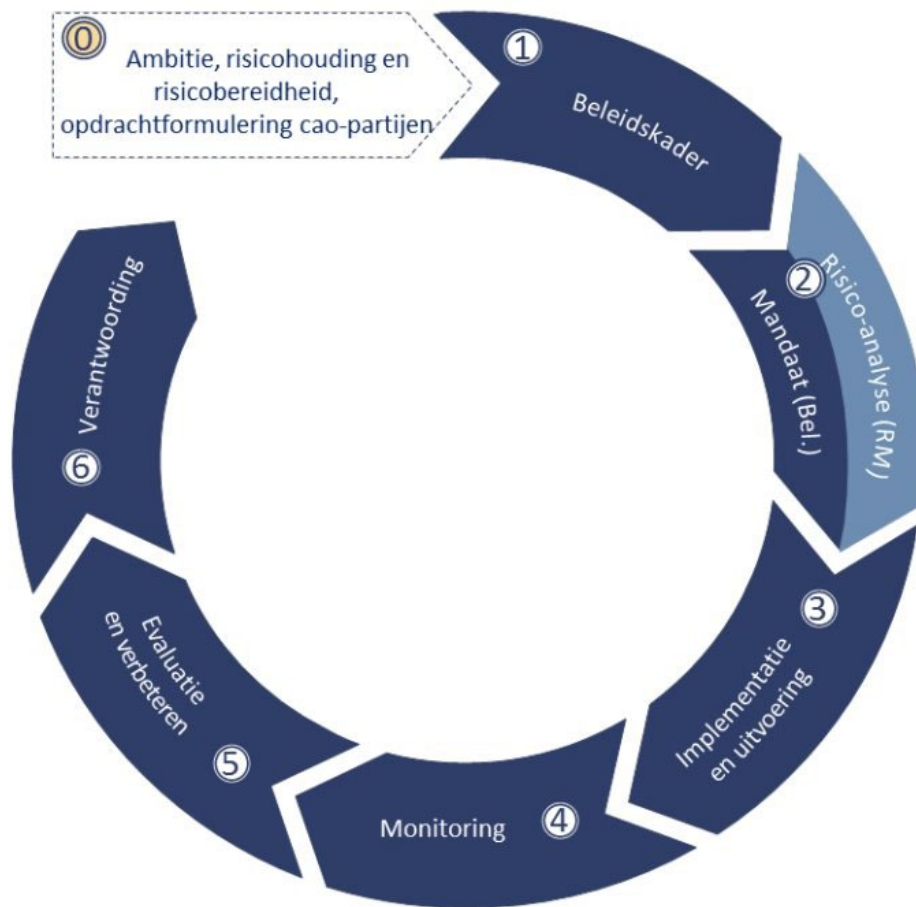 0
Ambitie, risicohouding en
risicobereidheid,
opdrachtformulering cao-partijen
1
Beleidskader
2
Mandaat (Bel.)
Risico-analyse (RM)
3
Implementatie
en uitvoering
4
Monitoring
5
Evaluatie
en verbeteren
6
Verantwoording